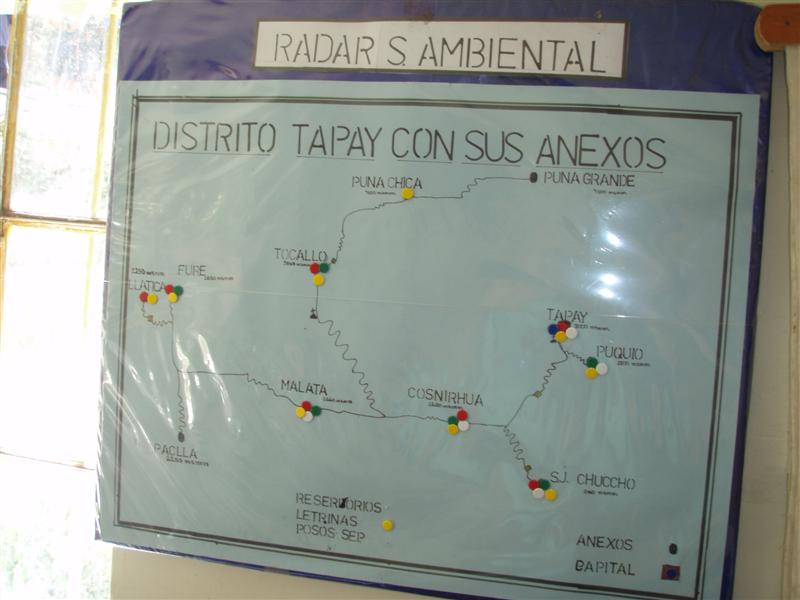 RADAR S. AMBIENTAL
DISTRITO TAPAY CON SUS ANEXOS
PUNA CHICA
PUNA GRANDE
TOCALLO
FURE
LLATICA
TAPAY
PUQUIO
MALATA
COSNIRHUA
PACLLA
S.J. CHUCCHO
RESERVORIOS
LETRINAS
POSOS SEP
ANEXOS
CAPITAL